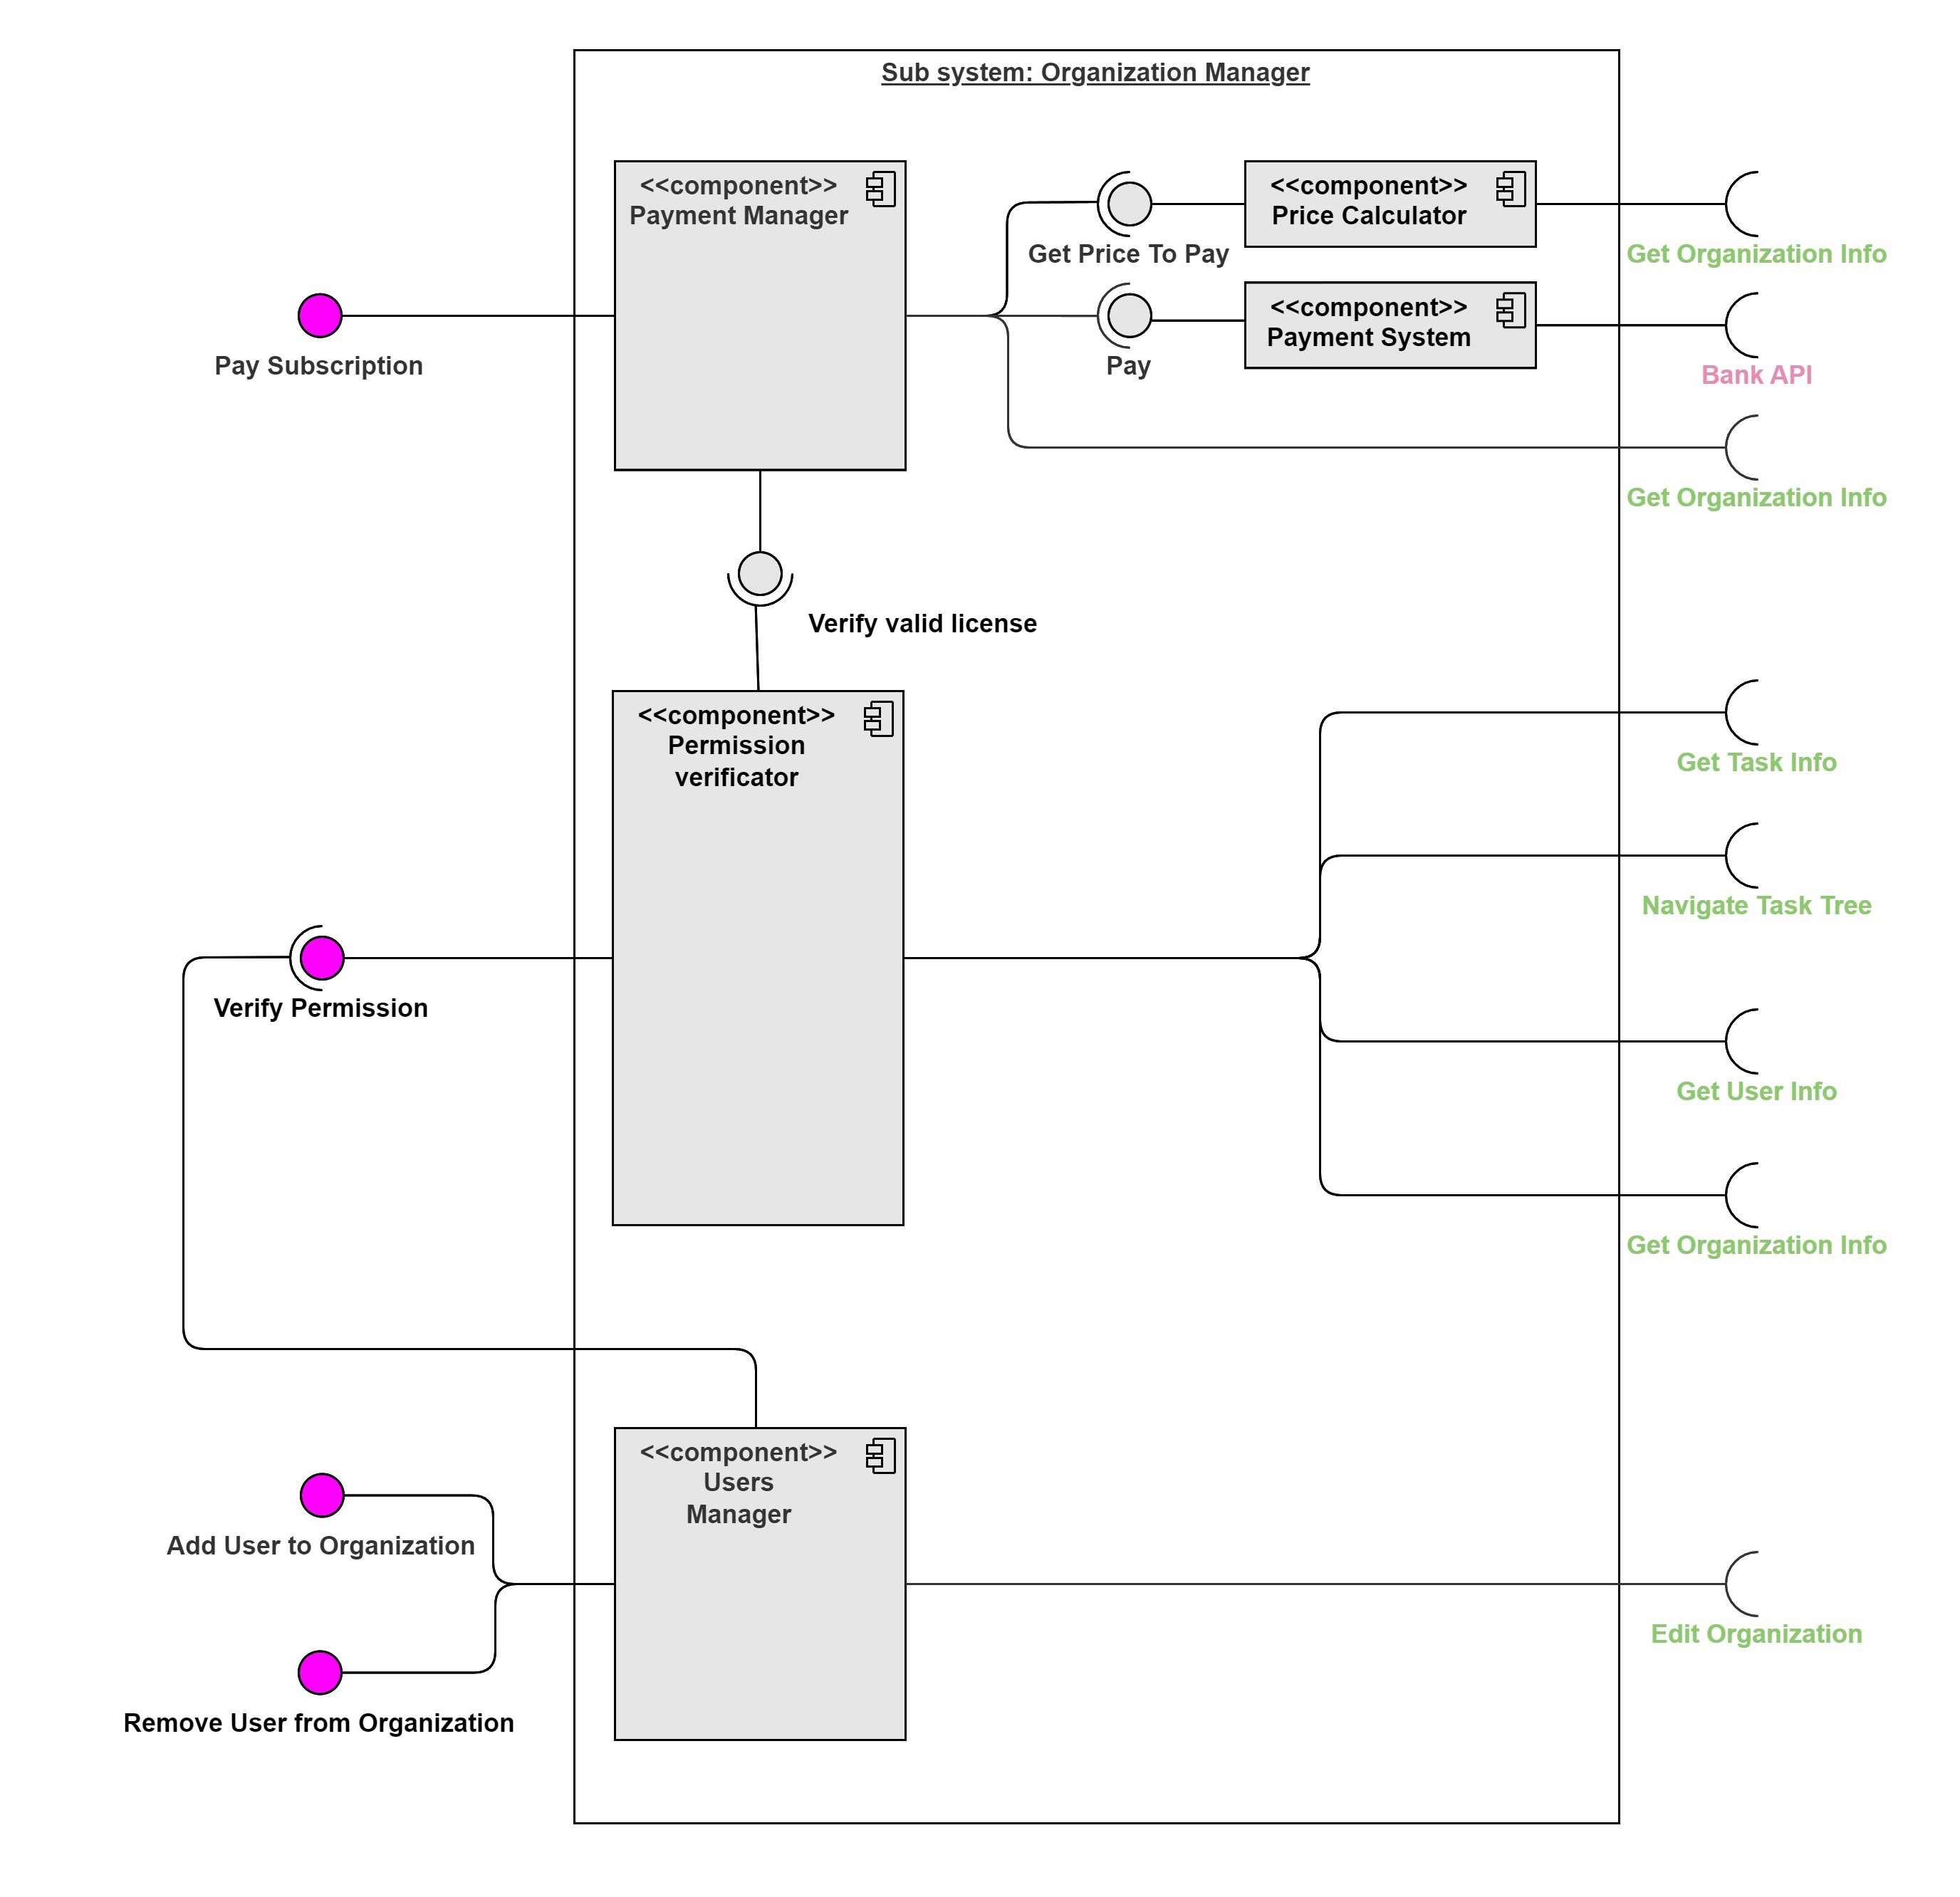 Sub system: Organization Manager
<<component>>
Payment Manager
<<component>>
Price Calculator
Get Price To Pay
Get Organization Info
<<component>>
Payment System
Pay Subscription
Pay
Bank API
Get Organization Info
Verify valid license
<<component>>
Permission
verificator
Get Task Info
Navigate Task Tree
Verify Permission
Get User Info
Get Organization Info
<<component>>
Users
Manager
Add User to Organization
Edit Organization
Remove User from Organization